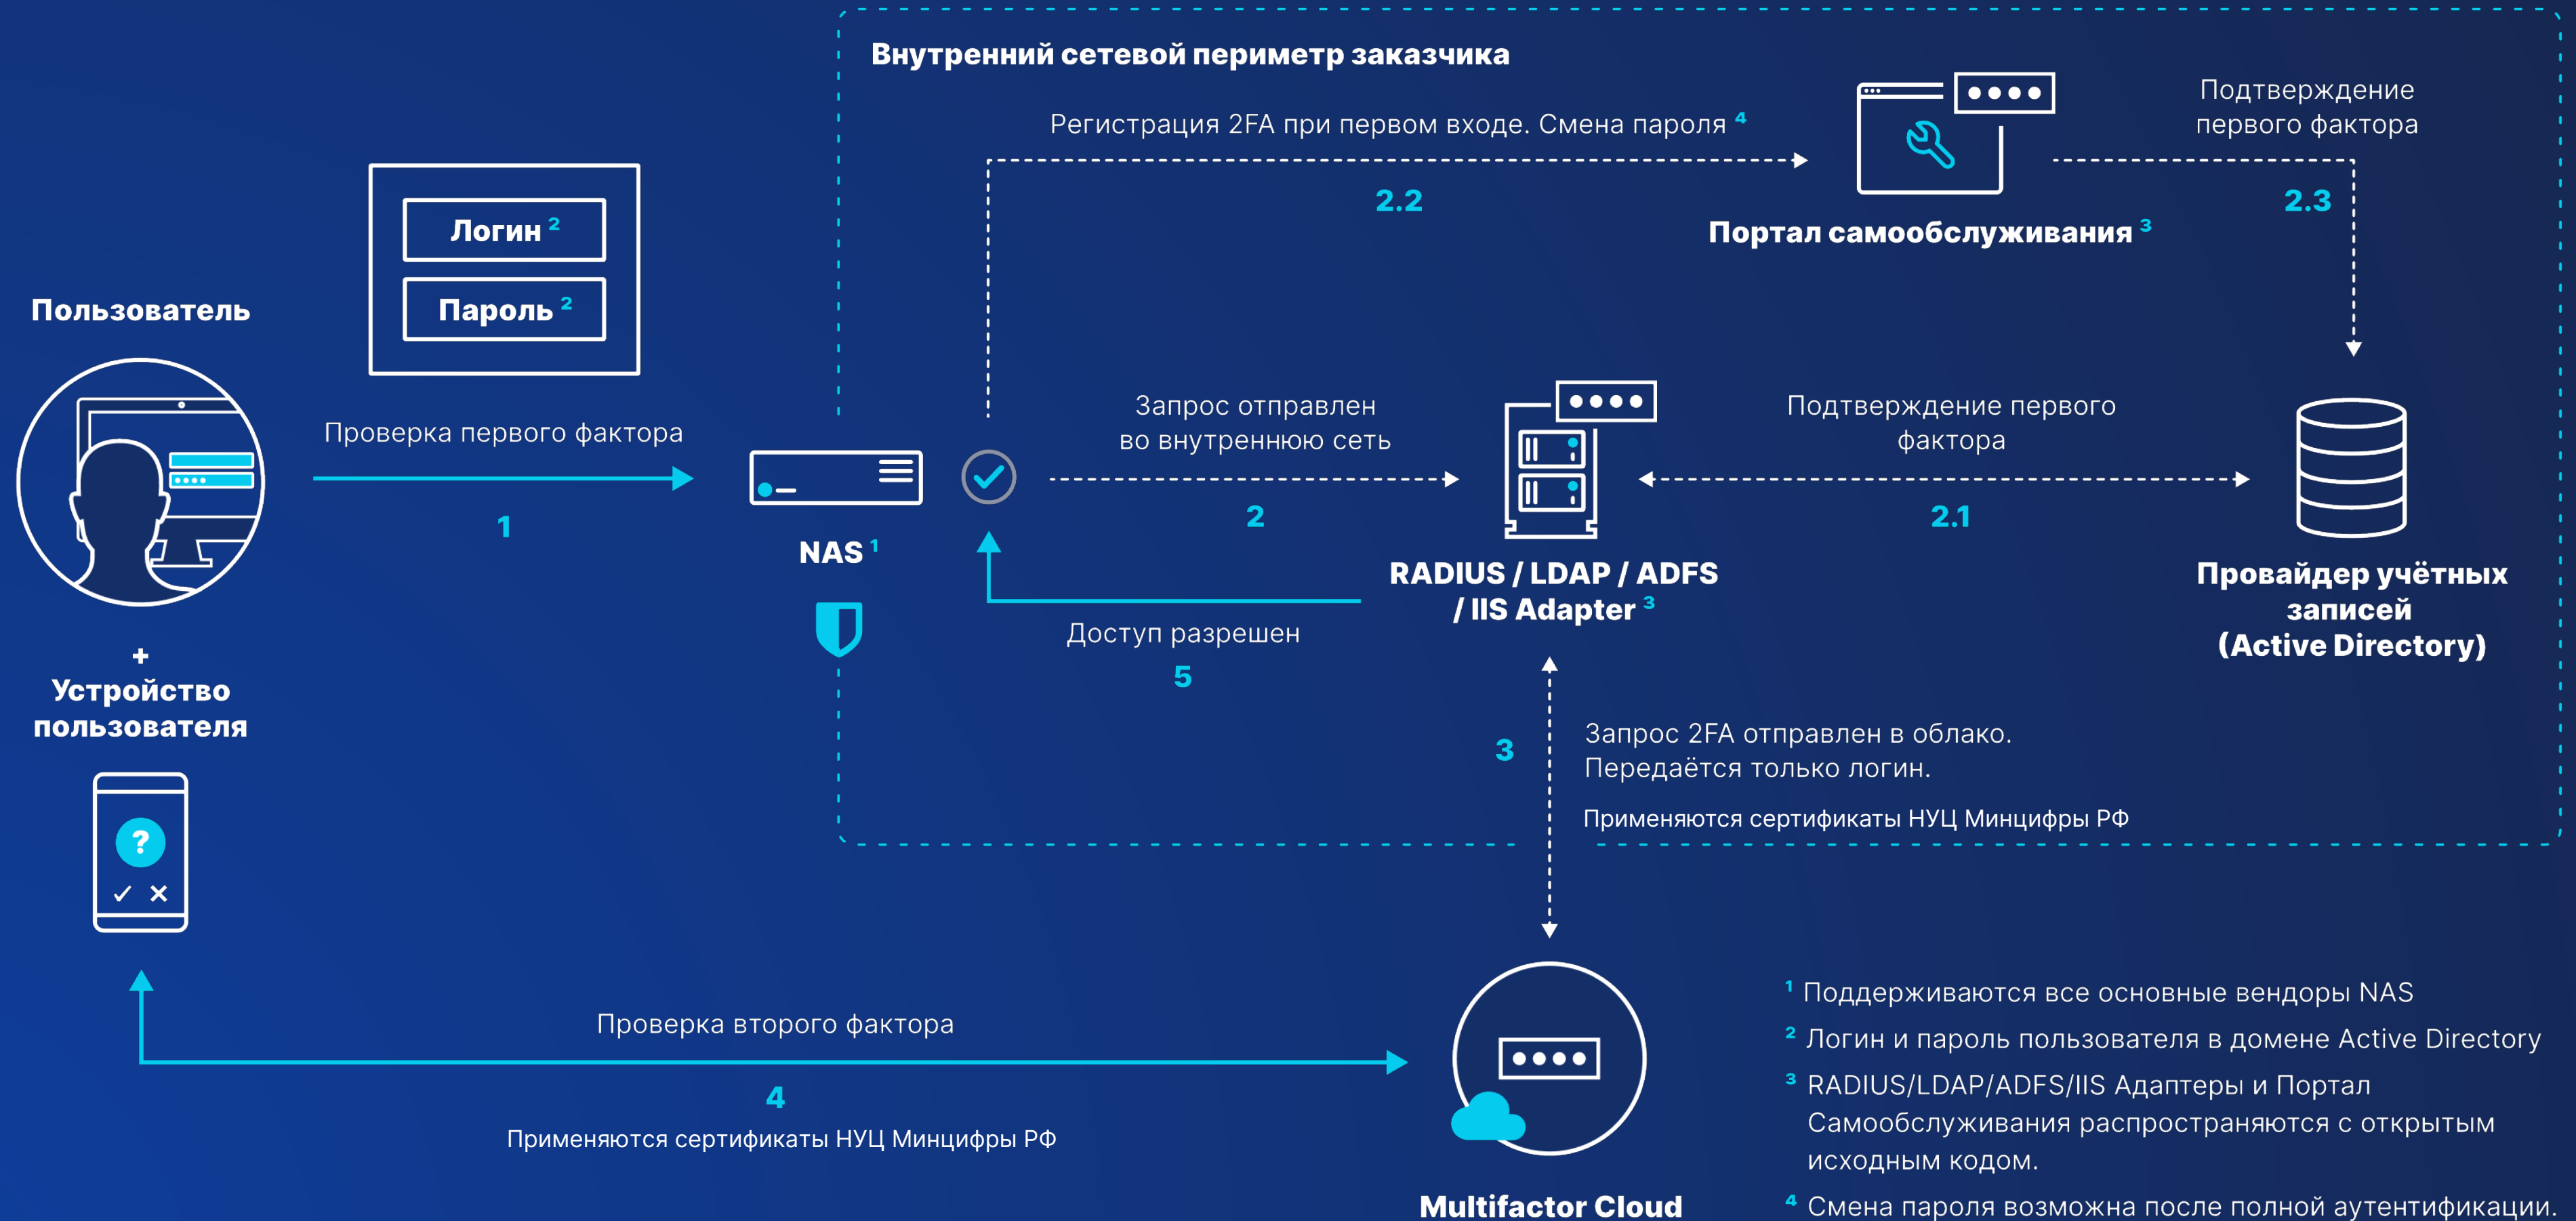 Внутренний сетевой периметр заказчика
Регистрация 2FA при первом входе. Смена пароля ⁴
2.2
Портал самообслуживания ³
Подтверждение
первого фактора
2.3
Логин ²
Пароль ²
Пользователь
Проверка первого фактора
1
NAS ¹
Запрос отправлен
во внутреннюю сеть
2
RADIUS / LDAP / ADFS
/ IIS Adapter ³
Подтверждение первого
фактора
2.1
Провайдер учётных
записей
(Active Directory)
Доступ разрешен
5
+
Устройство
пользователя
?
3
Запрос 2FA отправлен в облако.
Передаётся только логин.
Применяются сертификаты НУЦ Минцифры РФ
Проверка второго фактора
4
Применяются сертификаты НУЦ Минцифры РФ
Multifactor Cloud
¹ Поддерживаются все основные вендоры NAS
² Логин и пароль пользователя в домене Active Directory
³ RADIUS/LDAP/ADFS/IIS Адаптеры и Портал
Самообслуживания распространяются с открытым
исходным кодом.
⁴ Смена пароля возможна после полной аутентификации.